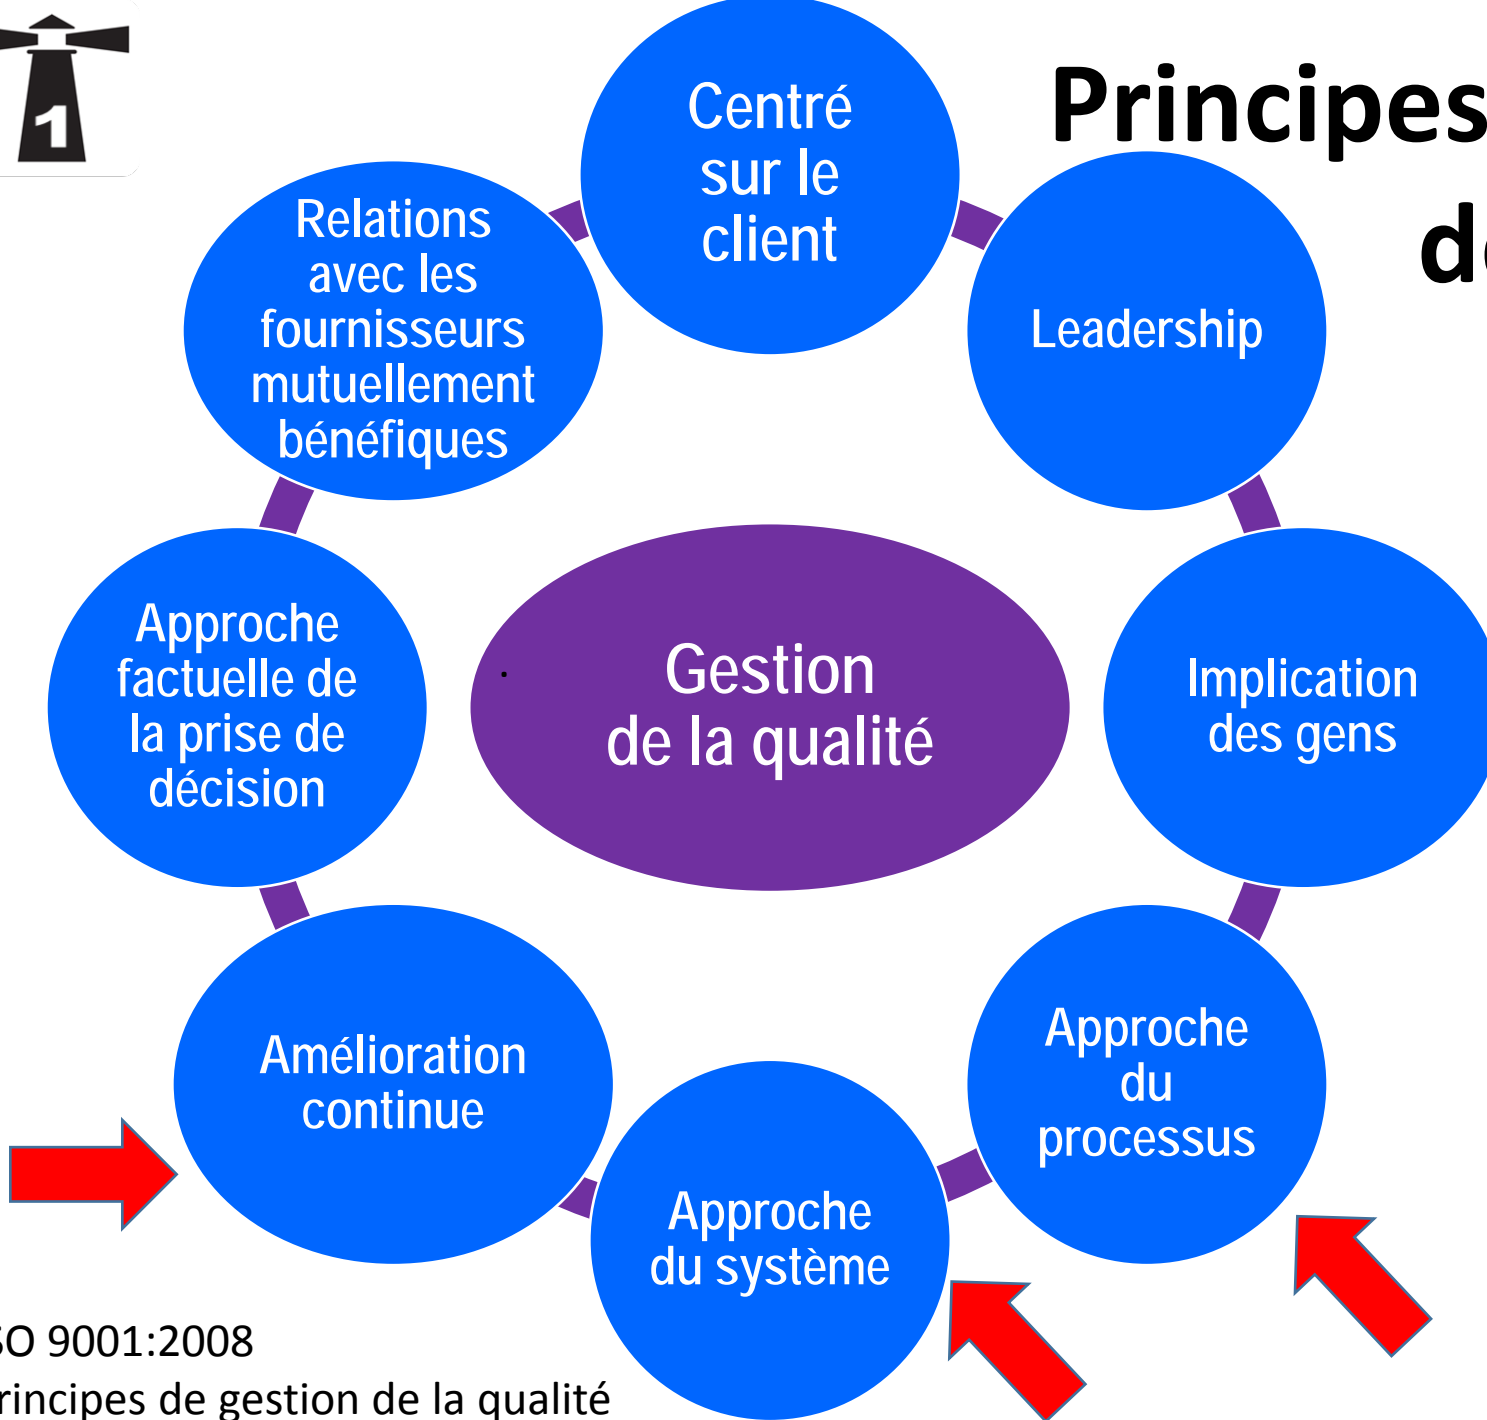 1
Principes
de
Centré
sur le
client
Leadership
Implication
des gens
Approche
du
processus
Approche
du système
Amélioration
continue
Approche
factuelle de
la prise de
décision
Relations
avec les
fournisseurs
mutuellement
bénéfiques
Gestion
de la qualité
SO 9001:2008
rincipes de gestion de la qualité